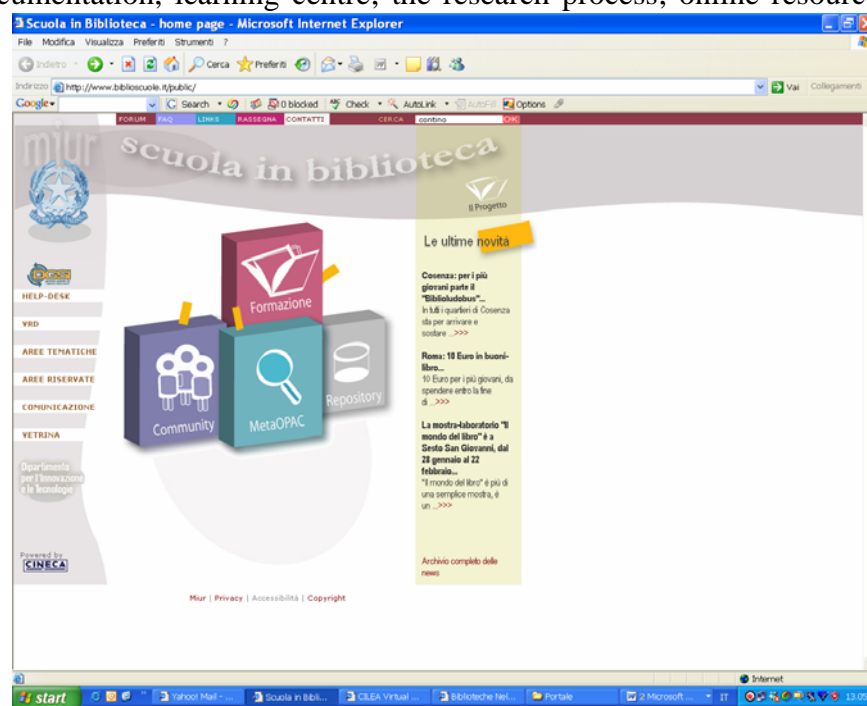 cumentation, learning centre, the research process, online resource
Scuola in Biblioteca - home page - Microsoft Internet Explorer
File Modifica Visualizza Preferiti Strumenti ?
Indietro Cerca Preferiti
Indirizzo http://www.biblioscuole.it/public/ Vai Collegamenti
Google Search 0 blocked Check AutoLink AutoFill Options
FORUM FAQ LINKS RASSEGNA CONTATTI CERCA contino OK
miur scuola in biblioteca
Il Progetto
Le ultime novità
HELP-DESK
VRD
AREE TEMATICHE
AREE RISERVATE
COMUNICAZIONE
VETRINA
Dipartimento
per l'Innovazione
e le Tecnologie
Powered by
CINECA
Formazione
Community
MetaOPAC
Repository
Cosenza: per i più
giovani parte il
"Biblioludobus"...
In tutti i quartieri di Cosenza
sta per arrivare e
sostare ...>>>
Roma: 10 Euro in buoni-
libro...
10 Euro per i più giovani, da
spendere entro la fine
di ...>>>
La mostra-laboratorio "Il
mondo del libro" è a
Sesto San Giovanni, dal
28 gennaio al 22
febbraio...
"Il mondo del libro" è più di
una semplice mostra, è
un ...>>>
Archivio completo delle
news
Miur | Privacy | Accessibilità | Copyright
Internet
start Yahoo! Mail - ... Scuola in Bibli... CILEA Virtual ... Biblioteche Nel... Portale 2 Microsoft ... IT 13.05